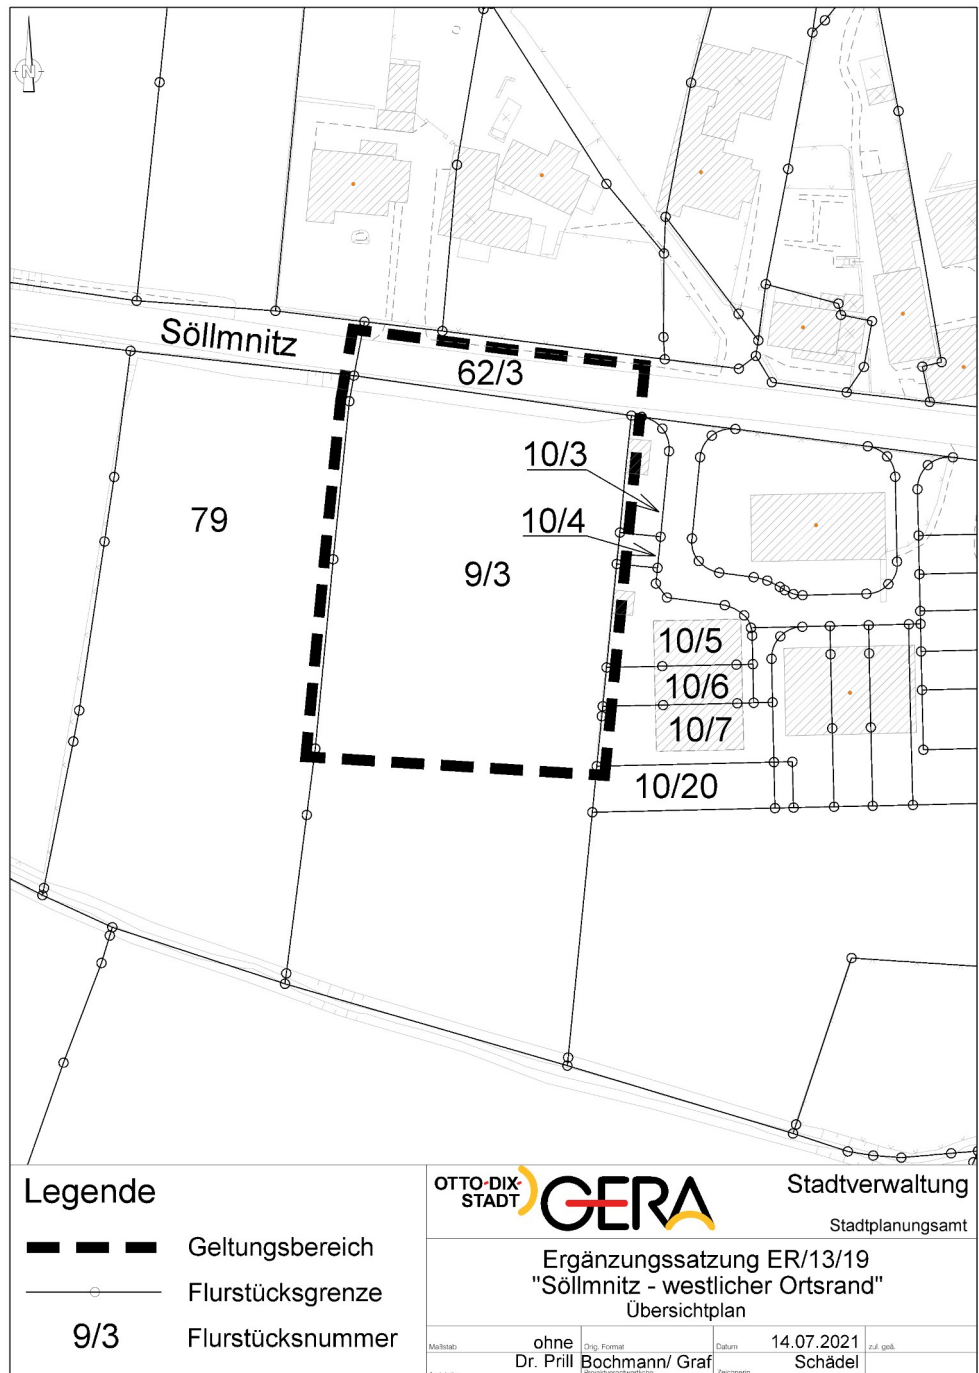 N
Söllmnitz
62/3
10/3
10/4
79
9/3
10/5
10/6
10/7
10/20
Legende
Geltungsbereich
Flurstücksgrenze
9/3 Flurstücksnummer
OTTO-DIX-
STADT
GERA
Stadtverwaltung
Stadtplanungsamt
Ergänzungssatzung ER/13/19
"Söllmnitz - westlicher Ortsrand"
Übersichtplan
Maßstab ohne Orig. Format Datum 14.07.2021 zul. geä.
Dr. Prill Bochmann/ Graf Schädel